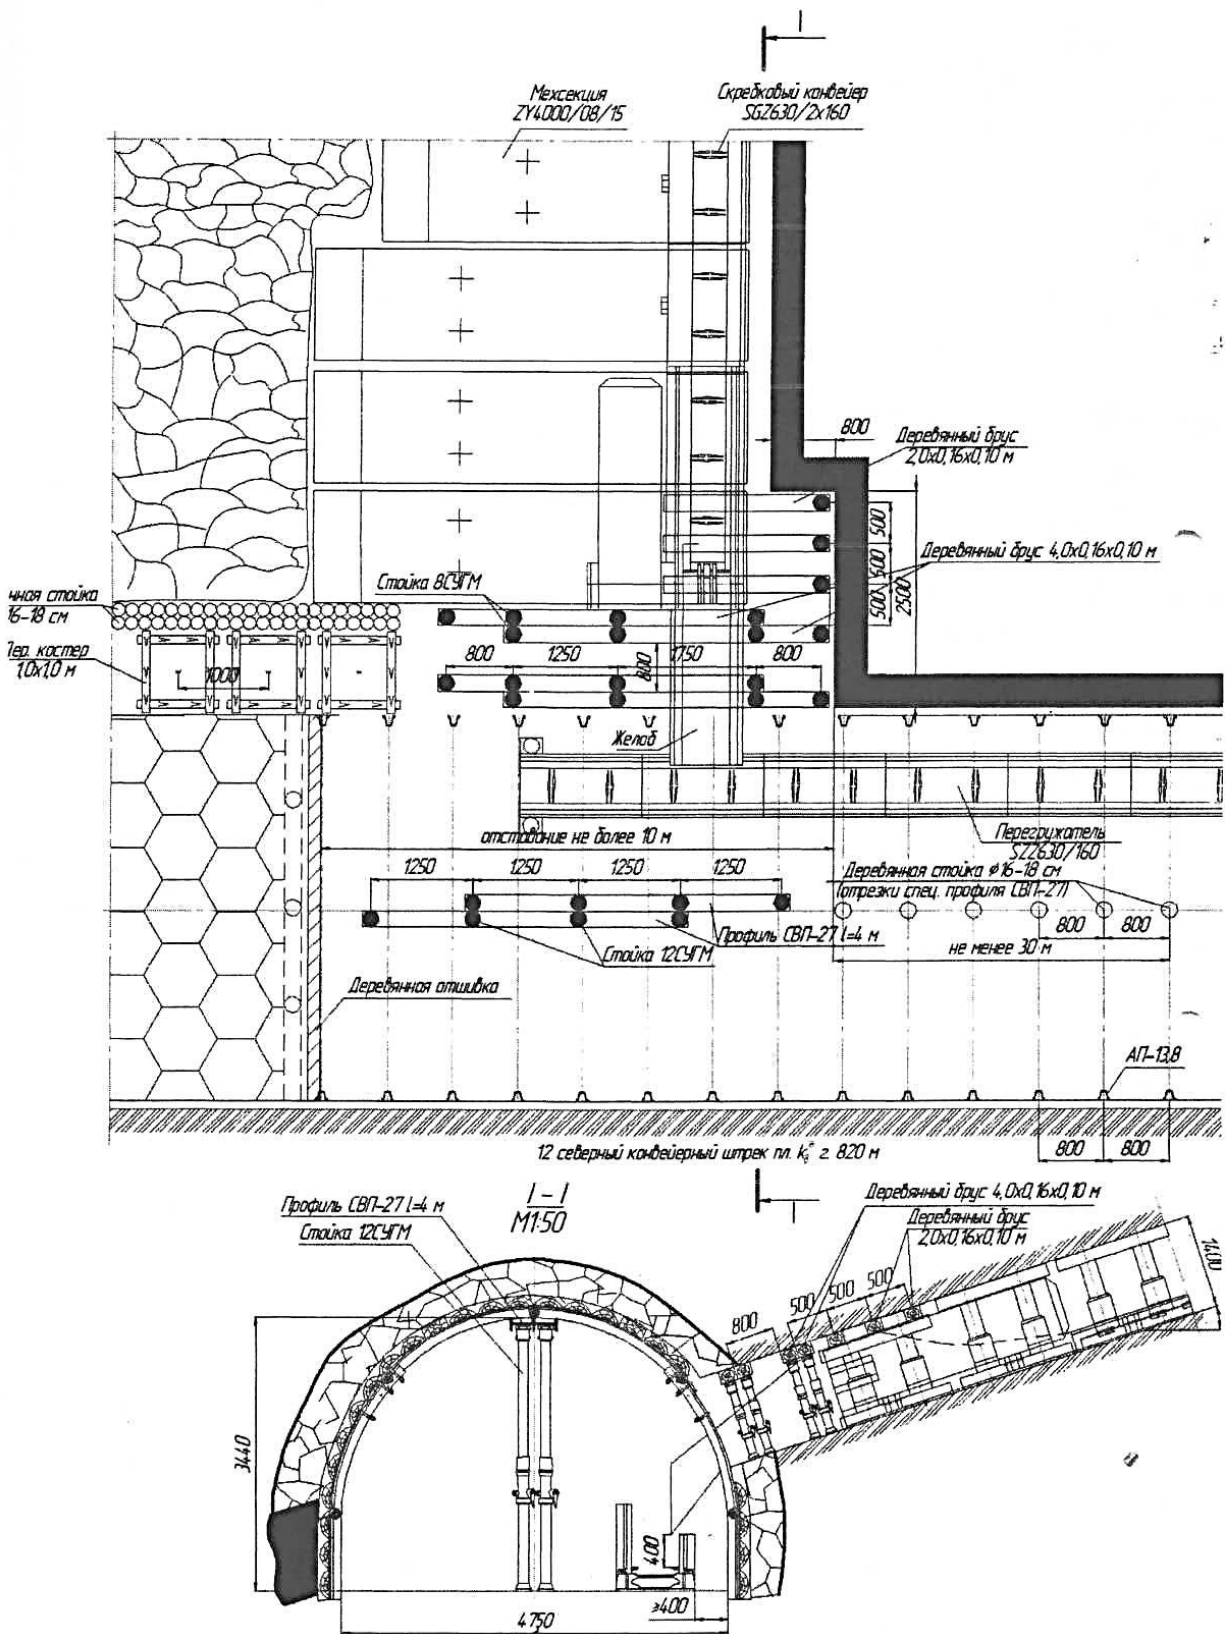 I
Мехсекция
ZY4000/08/15
Скребковый конвейер
SGZ630/2x160
800
Деревянный брус
2,0x0,16x0,10 м
500
500
500
2500
Деревянный брус 4,0x0,16x0,10 м
Стойка 8СУГМ
нная стойка
16-18 см
Дер. костер
1,0x1,0 м
1000
800
1250
1750
800
800
Желоб
отставание не более 10 м
Перегружатель
SZZ630/160
1250
1250
1250
1250
Деревянная стойка ⌀16-18 см
(отрезки спец. профиля СВП-27)
800
800
Профиль СВП-27 l=4 м
Стойка 12СУГМ
не менее 30 м
Деревянная отшивка
АП-13,8
12 северный конвейерный штрек пл. г. 820 м
800
800
I
I - I
М1:50
Профиль СВП-27 l=4 м
Стойка 12СУГМ
Деревянный брус 4,0x0,16x0,10 м
Деревянный брус
2,0x0,16x0,10 м
1400
500
500
500
800
3440
400
≥400
4750